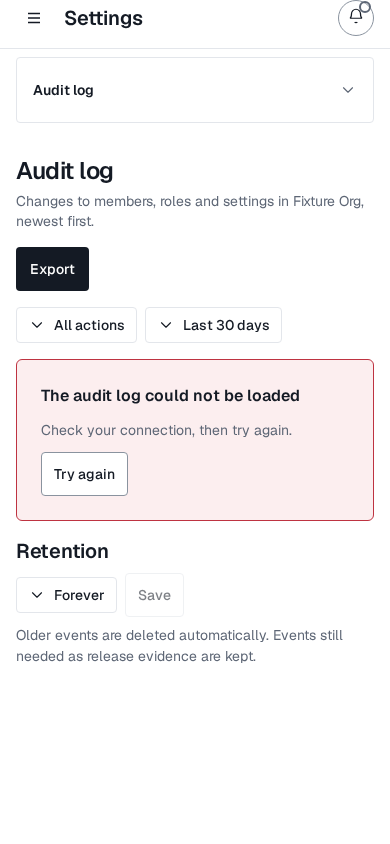 Settings
Audit log
Audit log
Changes to members, roles and settings in Fixture Org,
newest first.
Export
All actions
Last 30 days
The audit log could not be loaded
Check your connection, then try again.
Try again
Retention
Forever
Save
Older events are deleted automatically. Events still
needed as release evidence are kept.